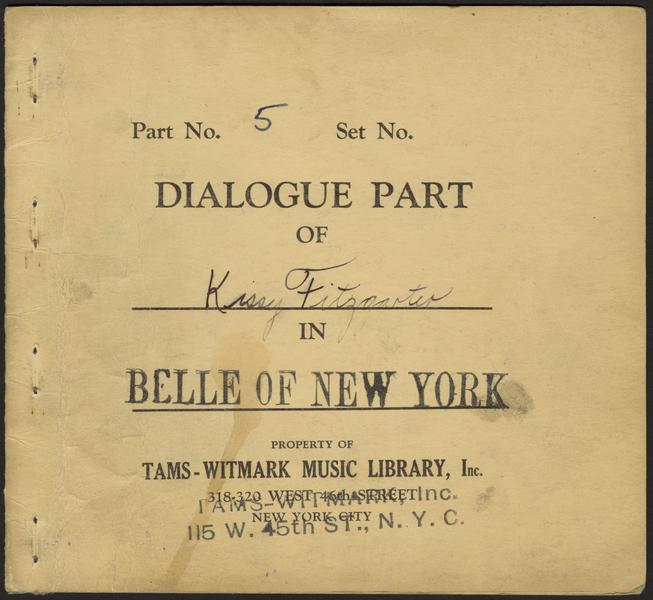 Part No. 5 Set No.
DIALOGUE PART
OF
Kissy Fitzgarter
IN
BELLE OF NEW YORK
PROPERTY OF
TAMS-WITMARK MUSIC LIBRARY, Inc.
318-320 WEST 46th STREET
TAMS-WITMARK, Inc.
NEW YORK CITY
115 W. 45th ST., N. Y. C.